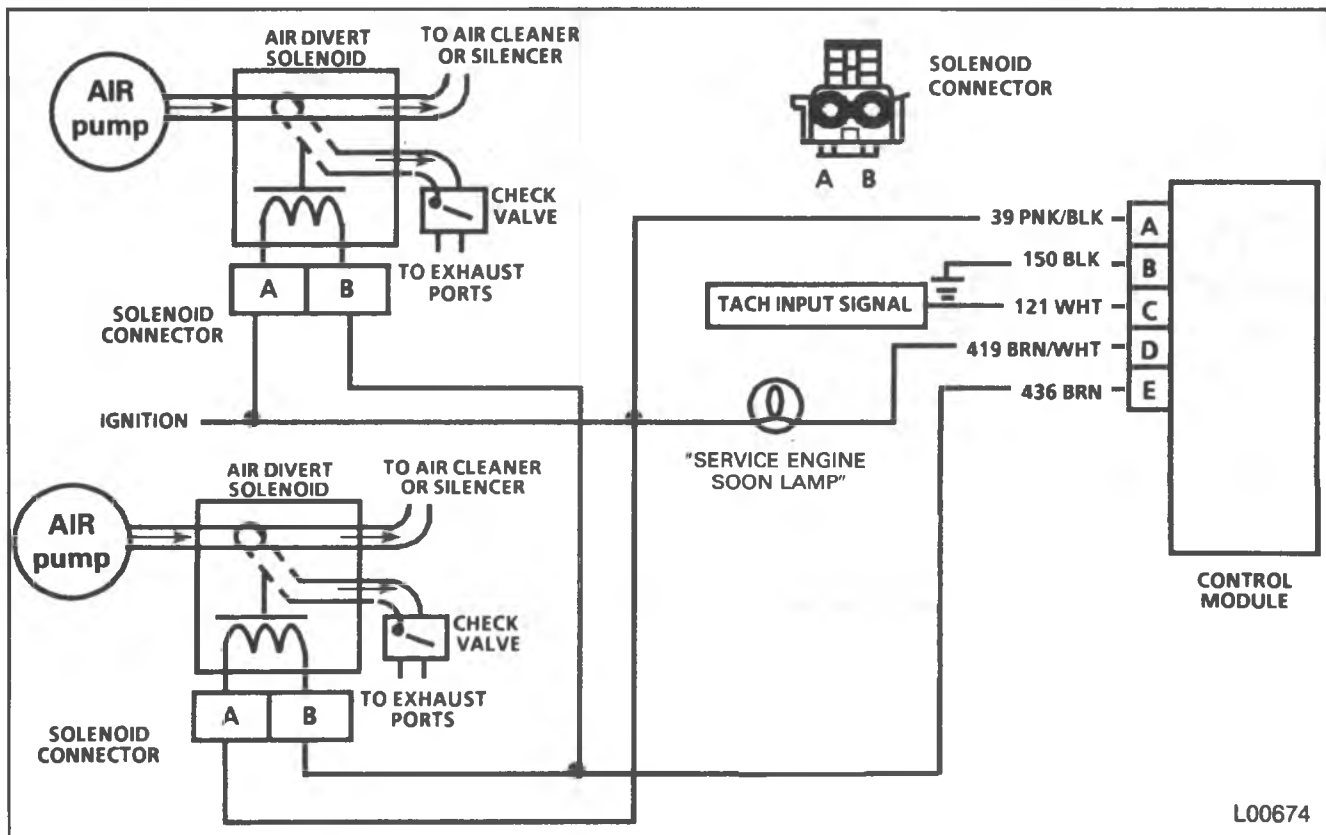 AIR DIVERT
SOLENOID
TO AIR CLEANER
OR SILENCER
AIR
pump
SOLENOID
CONNECTOR
A B
CHECK
VALVE
TO EXHAUST
PORTS
A B
SOLENOID
CONNECTOR
39 PNK/BLK
A
150 BLK
B
TACH INPUT SIGNAL
121 WHT
C
419 BRN/WHT
D
436 BRN
E
IGNITION
"SERVICE ENGINE
SOON LAMP"
CONTROL
MODULE
AIR DIVERT
SOLENOID
TO AIR CLEANER
OR SILENCER
AIR
pump
CHECK
VALVE
TO EXHAUST
PORTS
A B
SOLENOID
CONNECTOR
L00674